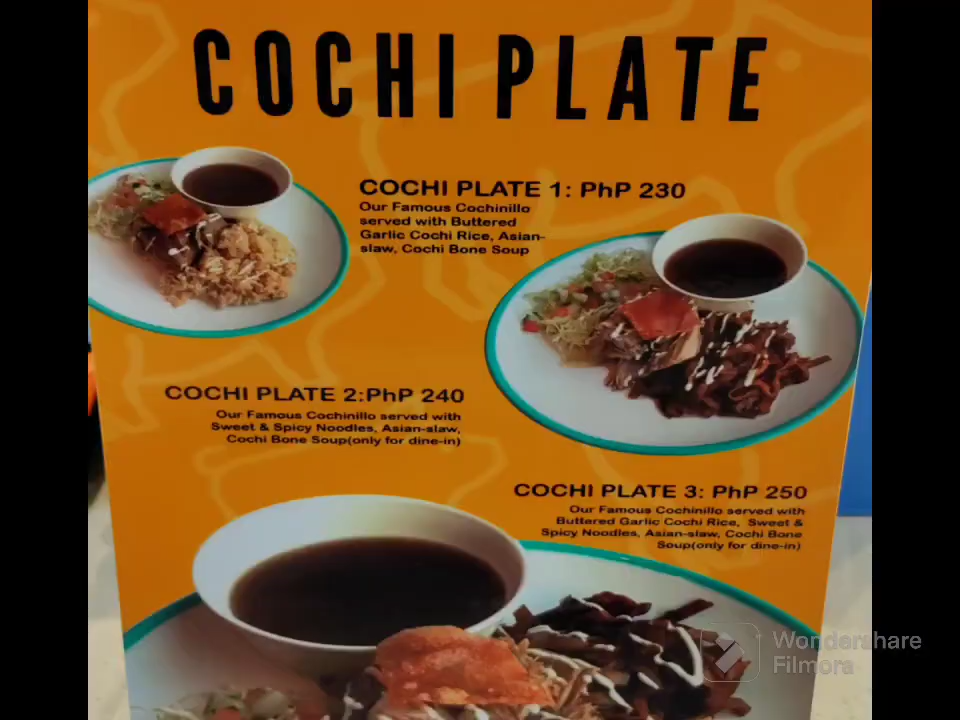 COCHI PLATE
COCHI PLATE 1: PhP 230
Our Famous Cochinillo
served with Buttered
Garlic Cochi Rice, Asian-
slaw, Cochi Bone Soup
COCHI PLATE 2:PhP 240
Our Famous Cochinillo served with
Sweet & Spicy Noodles, Asian-slaw,
Cochi Bone Soup(only for dine-in)
COCHI PLATE 3: PhP 250
Our Famous Cochinillo served with
Buttered Garlic Cochi Rice, Sweet &
Spicy Noodles, Asian-slaw, Cochi Bone
Soup(only for dine-in)
Wondershare
Filmora